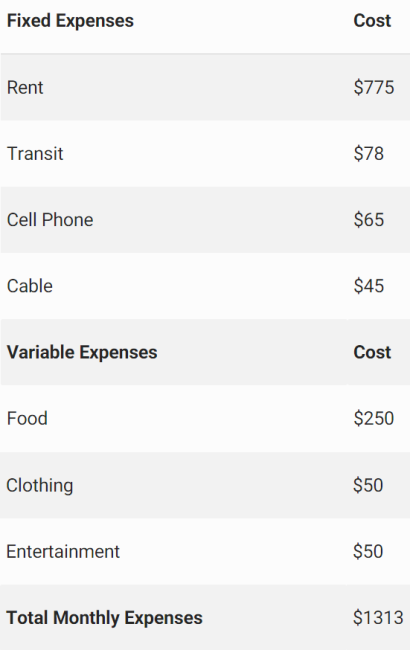 Fixed Expenses Cost
Rent $775
Transit $78
Cell Phone $65
Cable $45
Variable Expenses Cost
Food $250
Clothing $50
Entertainment $50
Total Monthly Expenses $1313